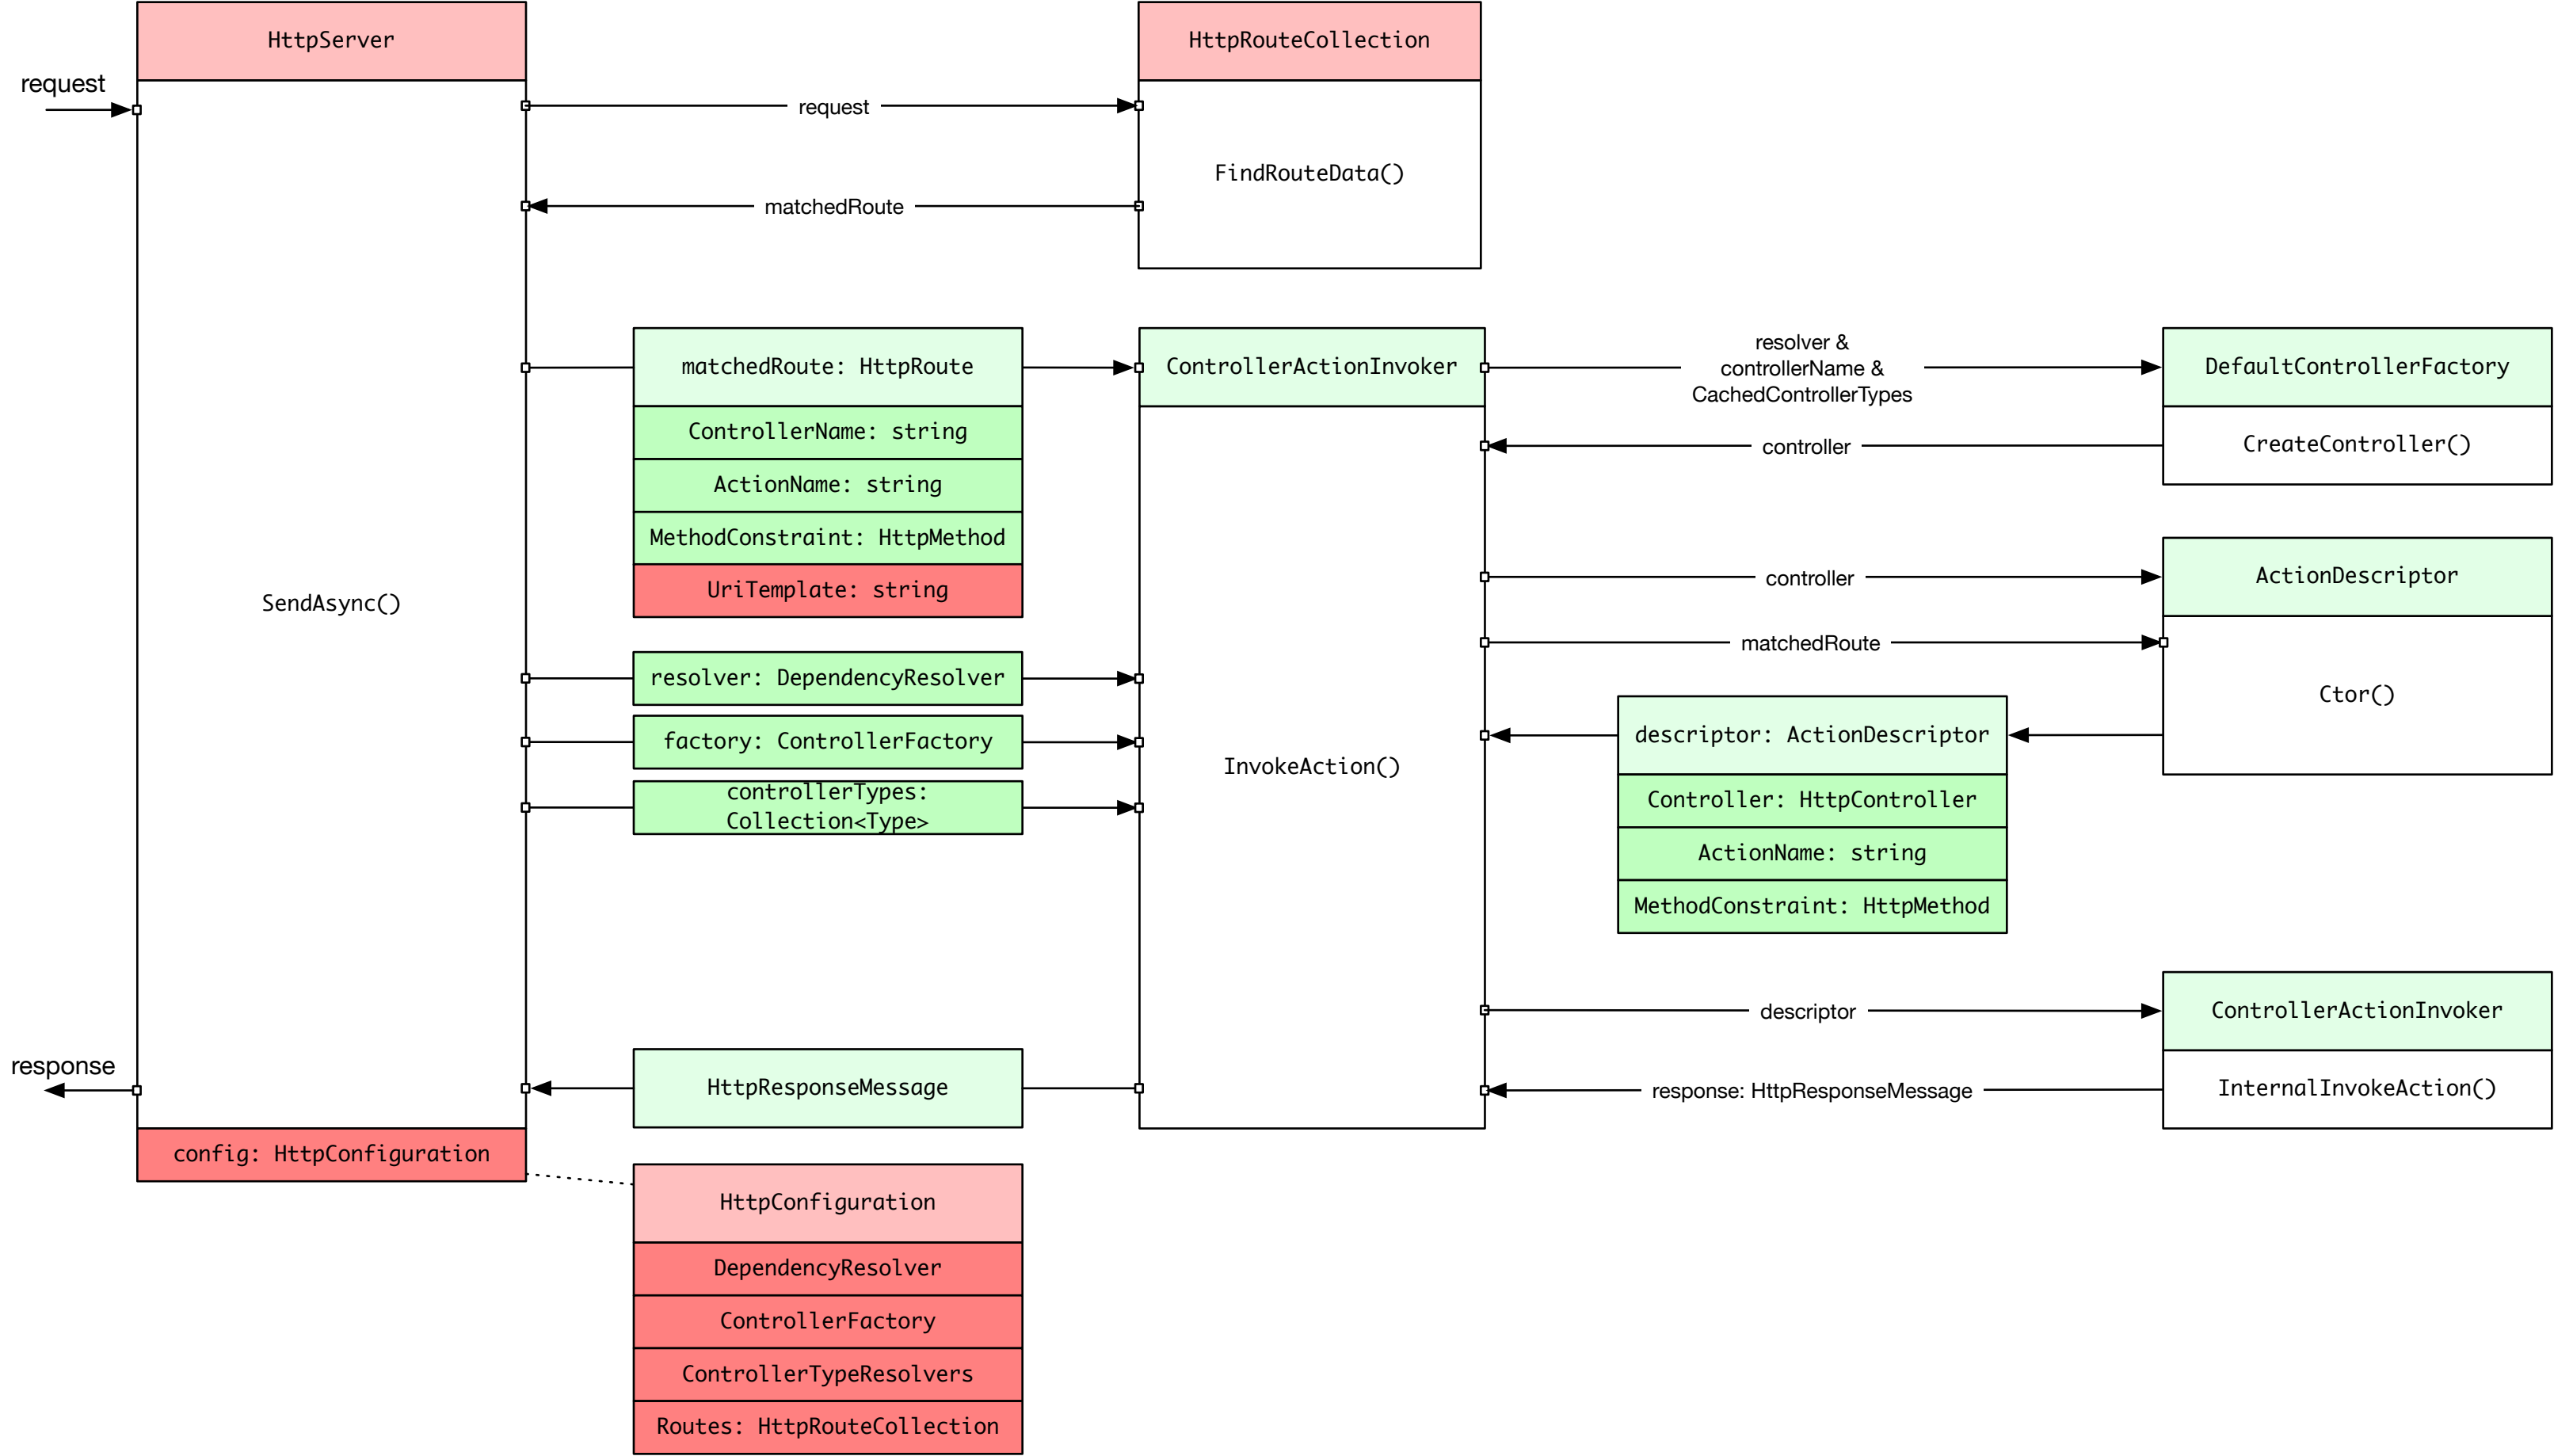 HttpServer
request
SendAsync()
response
config: HttpConfiguration
request
matchedRoute
HttpRouteCollection
FindRouteData()
matchedRoute: HttpRoute
ControllerName: string
ActionName: string
MethodConstraint: HttpMethod
UriTemplate: string
resolver: DependencyResolver
factory: ControllerFactory
controllerTypes:
Collection<Type>
HttpResponseMessage
HttpConfiguration
DependencyResolver
ControllerFactory
ControllerTypeResolvers
Routes: HttpRouteCollection
ControllerActionInvoker
InvokeAction()
resolver &
controllerName &
CachedControllerTypes
controller
DefaultControllerFactory
CreateController()
controller
matchedRoute
ActionDescriptor
Ctor()
descriptor: ActionDescriptor
Controller: HttpController
ActionName: string
MethodConstraint: HttpMethod
descriptor
response: HttpResponseMessage
ControllerActionInvoker
InternalInvokeAction()